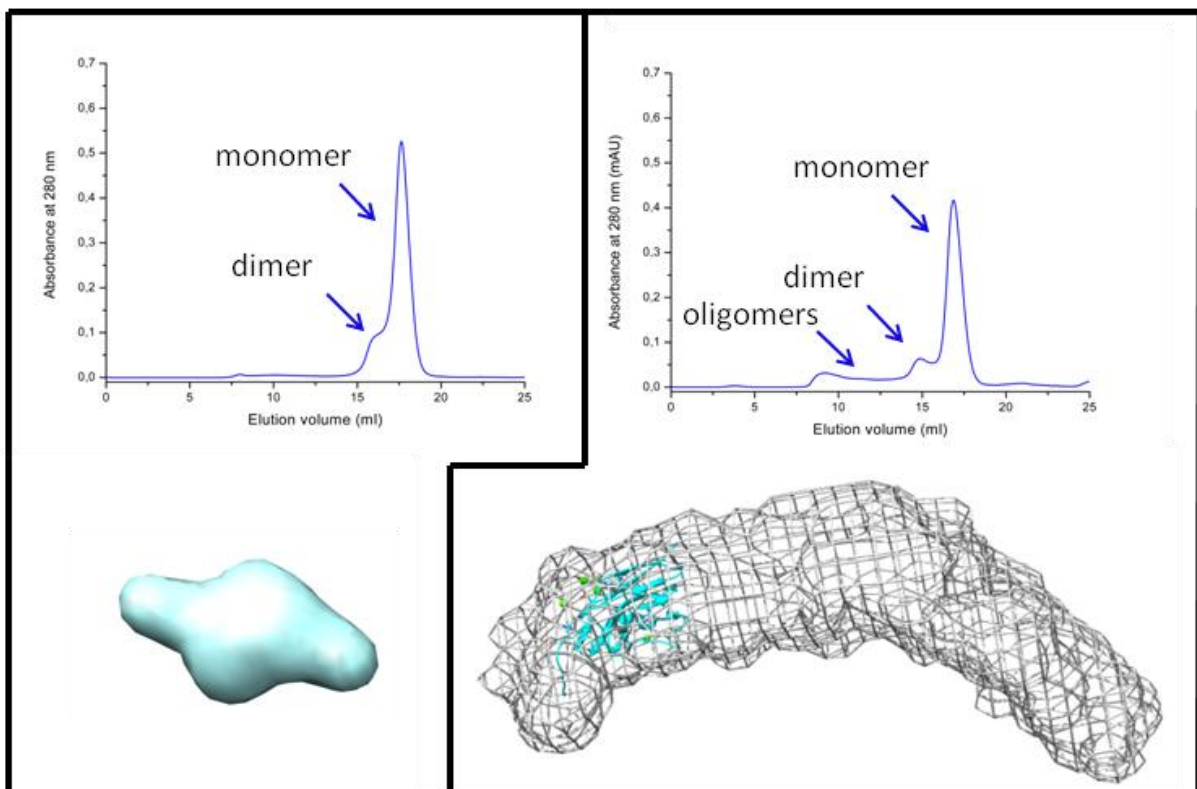 0,7
0,6
0,5
0,4
0,3
0,2
0,1
0,0
Absorbance at 280 nm
monomer
dimer
0 5 10 15 20 25
Elution volume (ml)
0,7
0,6
0,5
0,4
0,3
0,2
0,1
0,0
Absorbance at 280 nm (mAU)
monomer
dimer
oligomers
0 5 10 15 20 25
Elution volume (ml)